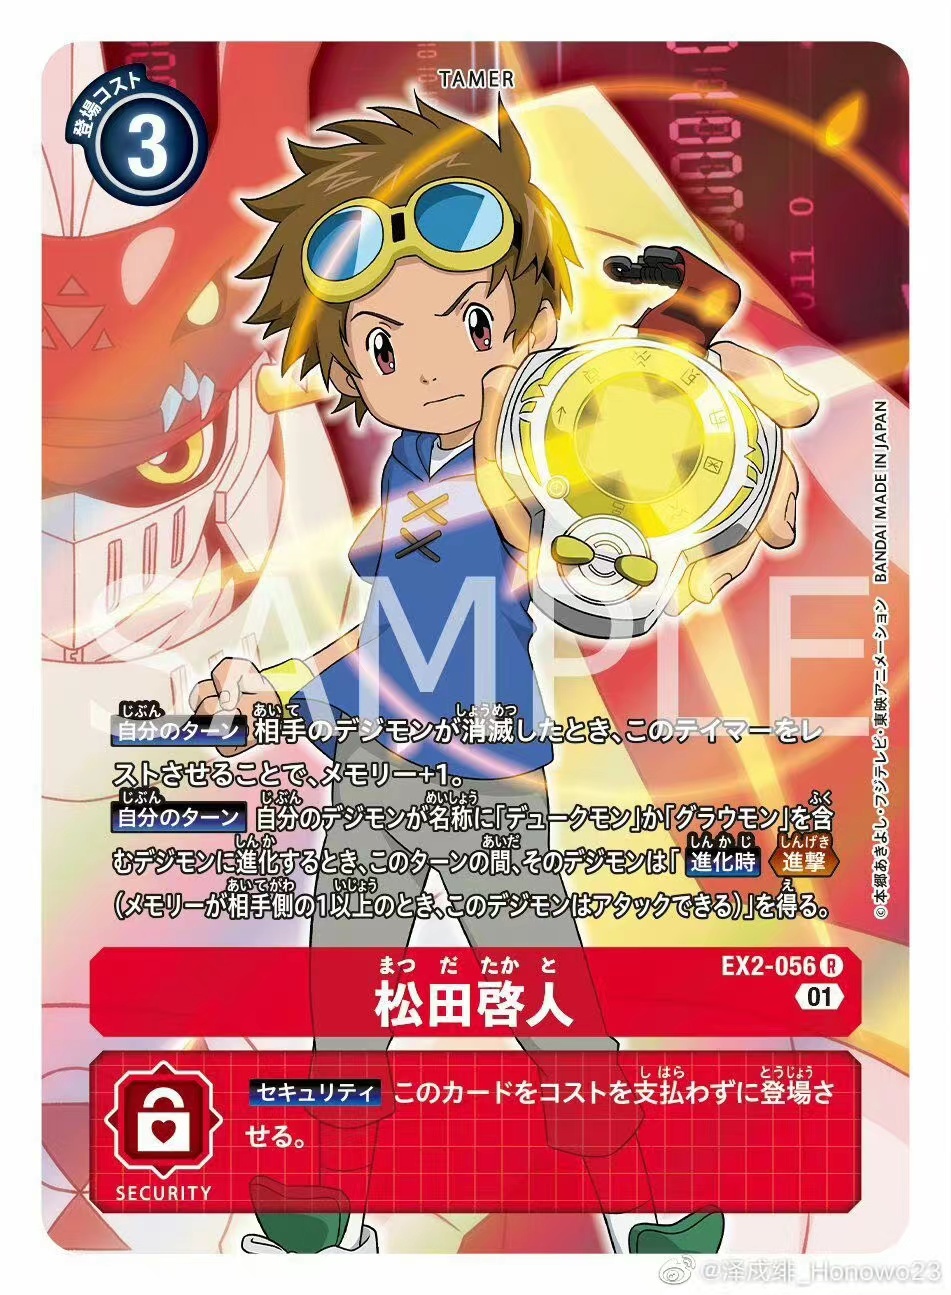 TAMER
登場コスト
3
SAMPLE
自分のターン 相手のデジモンが消滅したとき、このテイマーをレ
ストさせることで、メモリー+1。
自分のターン 自分のデジモンが名称に「デュークモン」か「グラウモン」を含
むデジモンに進化するとき、このターンの間、そのデジモンは「進化時 進撃
(メモリーが相手側の1以上のとき、このデジモンはアタックできる)」を得る。
©本郷あきよし・フジテレビ・東映アニメーション BANDAI MADE IN JAPAN
EX2-056 R
01
まつ だ たか と
松田啓人
セキュリティ このカードをコストを支払わずに登場さ
せる。
SECURITY
@泽成绯_Honowo23